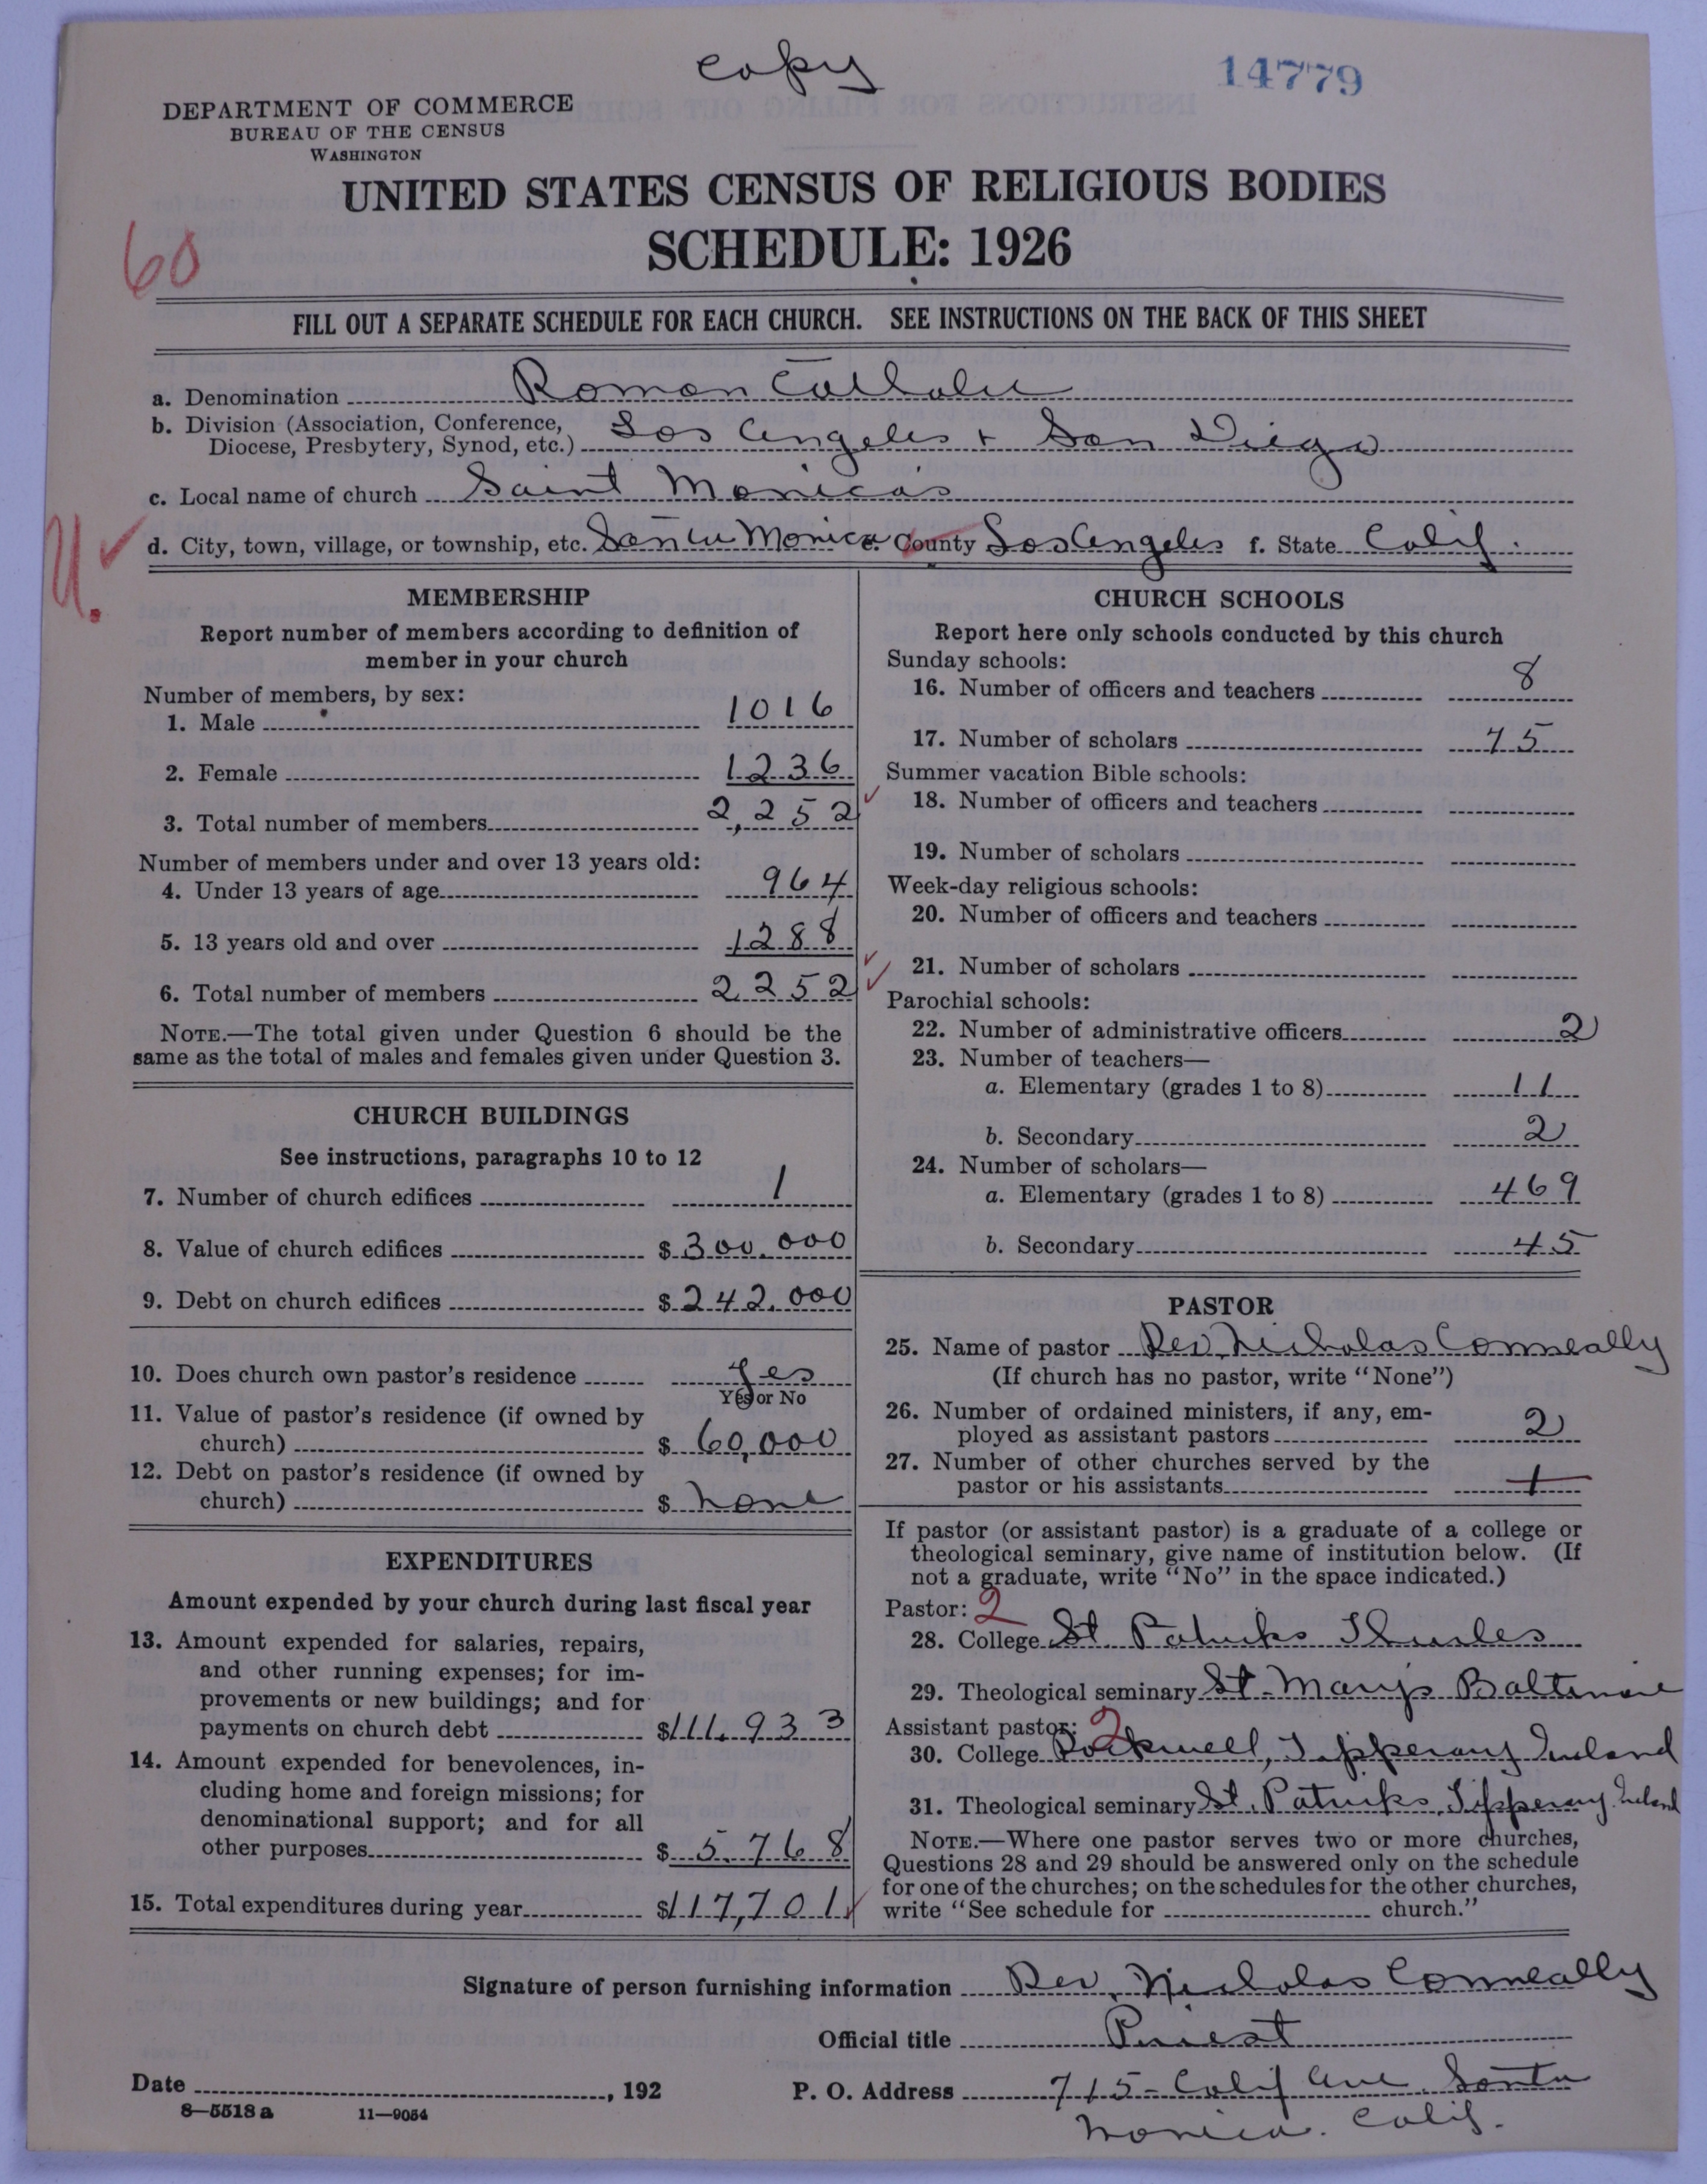 copy
14779
DEPARTMENT OF COMMERCE
BUREAU OF THE CENSUS
WASHINGTON
UNITED STATES CENSUS OF RELIGIOUS BODIES
SCHEDULE: 1926
60
FILL OUT A SEPARATE SCHEDULE FOR EACH CHURCH. SEE INSTRUCTIONS ON THE BACK OF THIS SHEET
a. Denomination Roman Catholic
b. Division (Association, Conference, Diocese, Presbytery, Synod, etc.) Los Angeles + San Diego
c. Local name of church Saint Monica's
U. ✓
d. City, town, village, or township, etc. Santa Monica e. County Los Angeles f. State Calif.
MEMBERSHIP
Report number of members according to definition of
member in your church
Number of members, by sex:
1. Male 1016
2. Female 1236
3. Total number of members 2,252
Number of members under and over 13 years old:
4. Under 13 years of age 964
5. 13 years old and over 1288
6. Total number of members 2252
NOTE.—The total given under Question 6 should be the
same as the total of males and females given under Question 3.
CHURCH BUILDINGS
See instructions, paragraphs 10 to 12
7. Number of church edifices 1
8. Value of church edifices $ 300.000
9. Debt on church edifices $ 242.000
10. Does church own pastor's residence Yes
Yes or No
11. Value of pastor's residence (if owned by
church) $ 60,000
12. Debt on pastor's residence (if owned by
church) $ none
EXPENDITURES
Amount expended by your church during last fiscal year
13. Amount expended for salaries, repairs,
and other running expenses; for im-
provements or new buildings; and for
payments on church debt $111.933
14. Amount expended for benevolences, in-
cluding home and foreign missions; for
denominational support; and for all
other purposes $ 5.768
15. Total expenditures during year $117,701
CHURCH SCHOOLS
Report here only schools conducted by this church
Sunday schools:
16. Number of officers and teachers 8
17. Number of scholars 75
Summer vacation Bible schools:
18. Number of officers and teachers
19. Number of scholars
Week-day religious schools:
20. Number of officers and teachers
21. Number of scholars
Parochial schools:
22. Number of administrative officers 2
23. Number of teachers—
a. Elementary (grades 1 to 8) 11
b. Secondary 2
24. Number of scholars—
a. Elementary (grades 1 to 8) 469
b. Secondary 45
PASTOR
25. Name of pastor Rev. Nicholas Conneally
(If church has no pastor, write "None")
26. Number of ordained ministers, if any, em-
ployed as assistant pastors 2
27. Number of other churches served by the
pastor or his assistants
If pastor (or assistant pastor) is a graduate of a college or
theological seminary, give name of institution below. (If
not a graduate, write "No" in the space indicated.)
Pastor: 2
28. College St. Patricks Thurles
29. Theological seminary St. Mary's Baltimore
Assistant pastor: 2
30. College Rockwell, Tipperary Ireland
31. Theological seminary St. Patricks, Tipperary. Ireland
NOTE.—Where one pastor serves two or more churches,
Questions 28 and 29 should be answered only on the schedule
for one of the churches; on the schedules for the other churches,
write "See schedule for church."
Signature of person furnishing information Rev. Nicholas Conneally
Official title Priest
Date , 192 P. O. Address 715 - Calif Ave Santa
Monica. Calif.
8—5518 a 11—9054